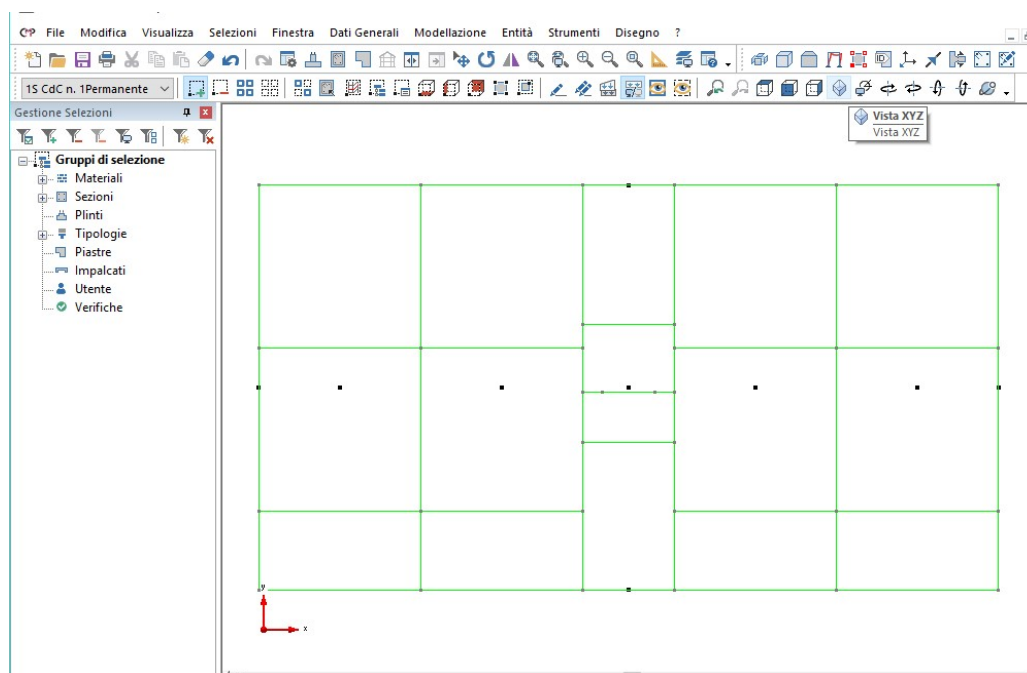 CMP File Modifica Visualizza Selezioni Finestra Dati Generali Modellazione Entità Strumenti Disegno ?
1S CdC n. 1Permanente
Gestione Selezioni
Vista XYZ
Vista XYZ
Gruppi di selezione
Materiali
Sezioni
Plinti
Tipologie
Piastre
Impalcati
Utente
Verifiche
y
x